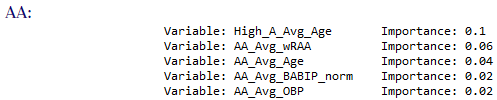 AA:
Variable: High_A_Avg_Age Importance: 0.1
Variable: AA_Avg_wRAA Importance: 0.06
Variable: AA_Avg_Age Importance: 0.04
Variable: AA_Avg_BABIP_norm Importance: 0.02
Variable: AA_Avg_OBP Importance: 0.02